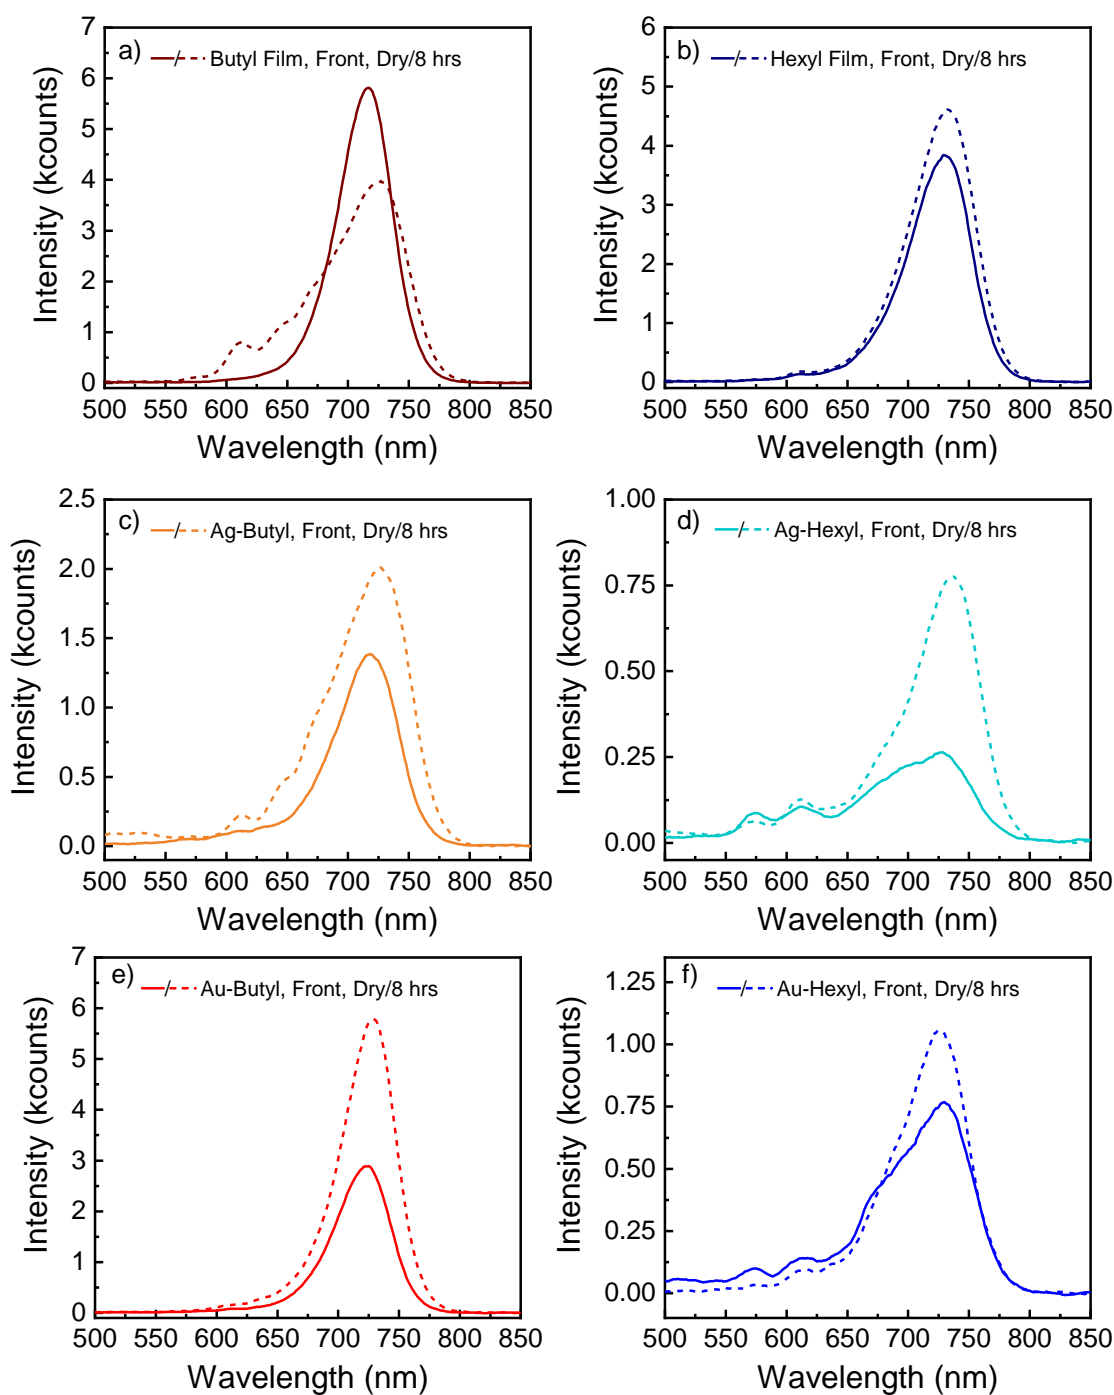 a)
Butyl Film, Front, Dry/8 hrs
7
6
5
4
3
2
1
0
Intensity (kcounts)
500 550 600 650 700 750 800 850
Wavelength (nm)
b)
Hexyl Film, Front, Dry/8 hrs
6
5
4
3
2
1
0
Intensity (kcounts)
500 550 600 650 700 750 800 850
Wavelength (nm)
c)
Ag-Butyl, Front, Dry/8 hrs
2.5
2.0
1.5
1.0
0.5
0.0
Intensity (kcounts)
500 550 600 650 700 750 800 850
Wavelength (nm)
d)
Ag-Hexyl, Front, Dry/8 hrs
1.00
0.75
0.50
0.25
0.00
Intensity (kcounts)
500 550 600 650 700 750 800 850
Wavelength (nm)
e)
Au-Butyl, Front, Dry/8 hrs
7
6
5
4
3
2
1
0
Intensity (kcounts)
500 550 600 650 700 750 800 850
Wavelength (nm)
f)
Au-Hexyl, Front, Dry/8 hrs
1.25
1.00
0.75
0.50
0.25
0.00
Intensity (kcounts)
500 550 600 650 700 750 800 850
Wavelength (nm)